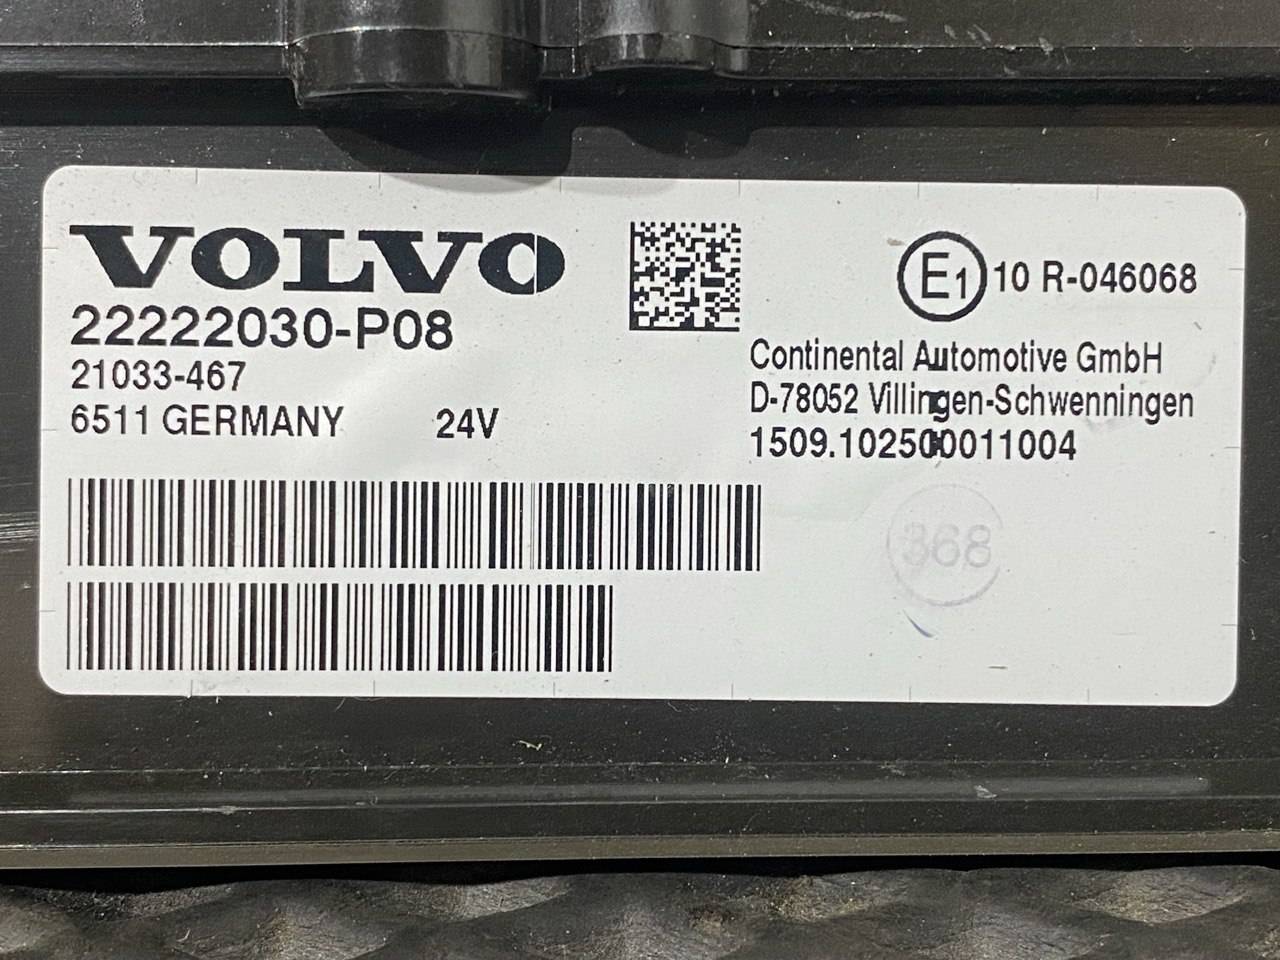 VOLVO
22222030-P08
21033-467
6511 GERMANY 24V
E1 10 R-046068
Continental Automotive GmbH
D-78052 Villingen-Schwenningen
1509.102500011004
368